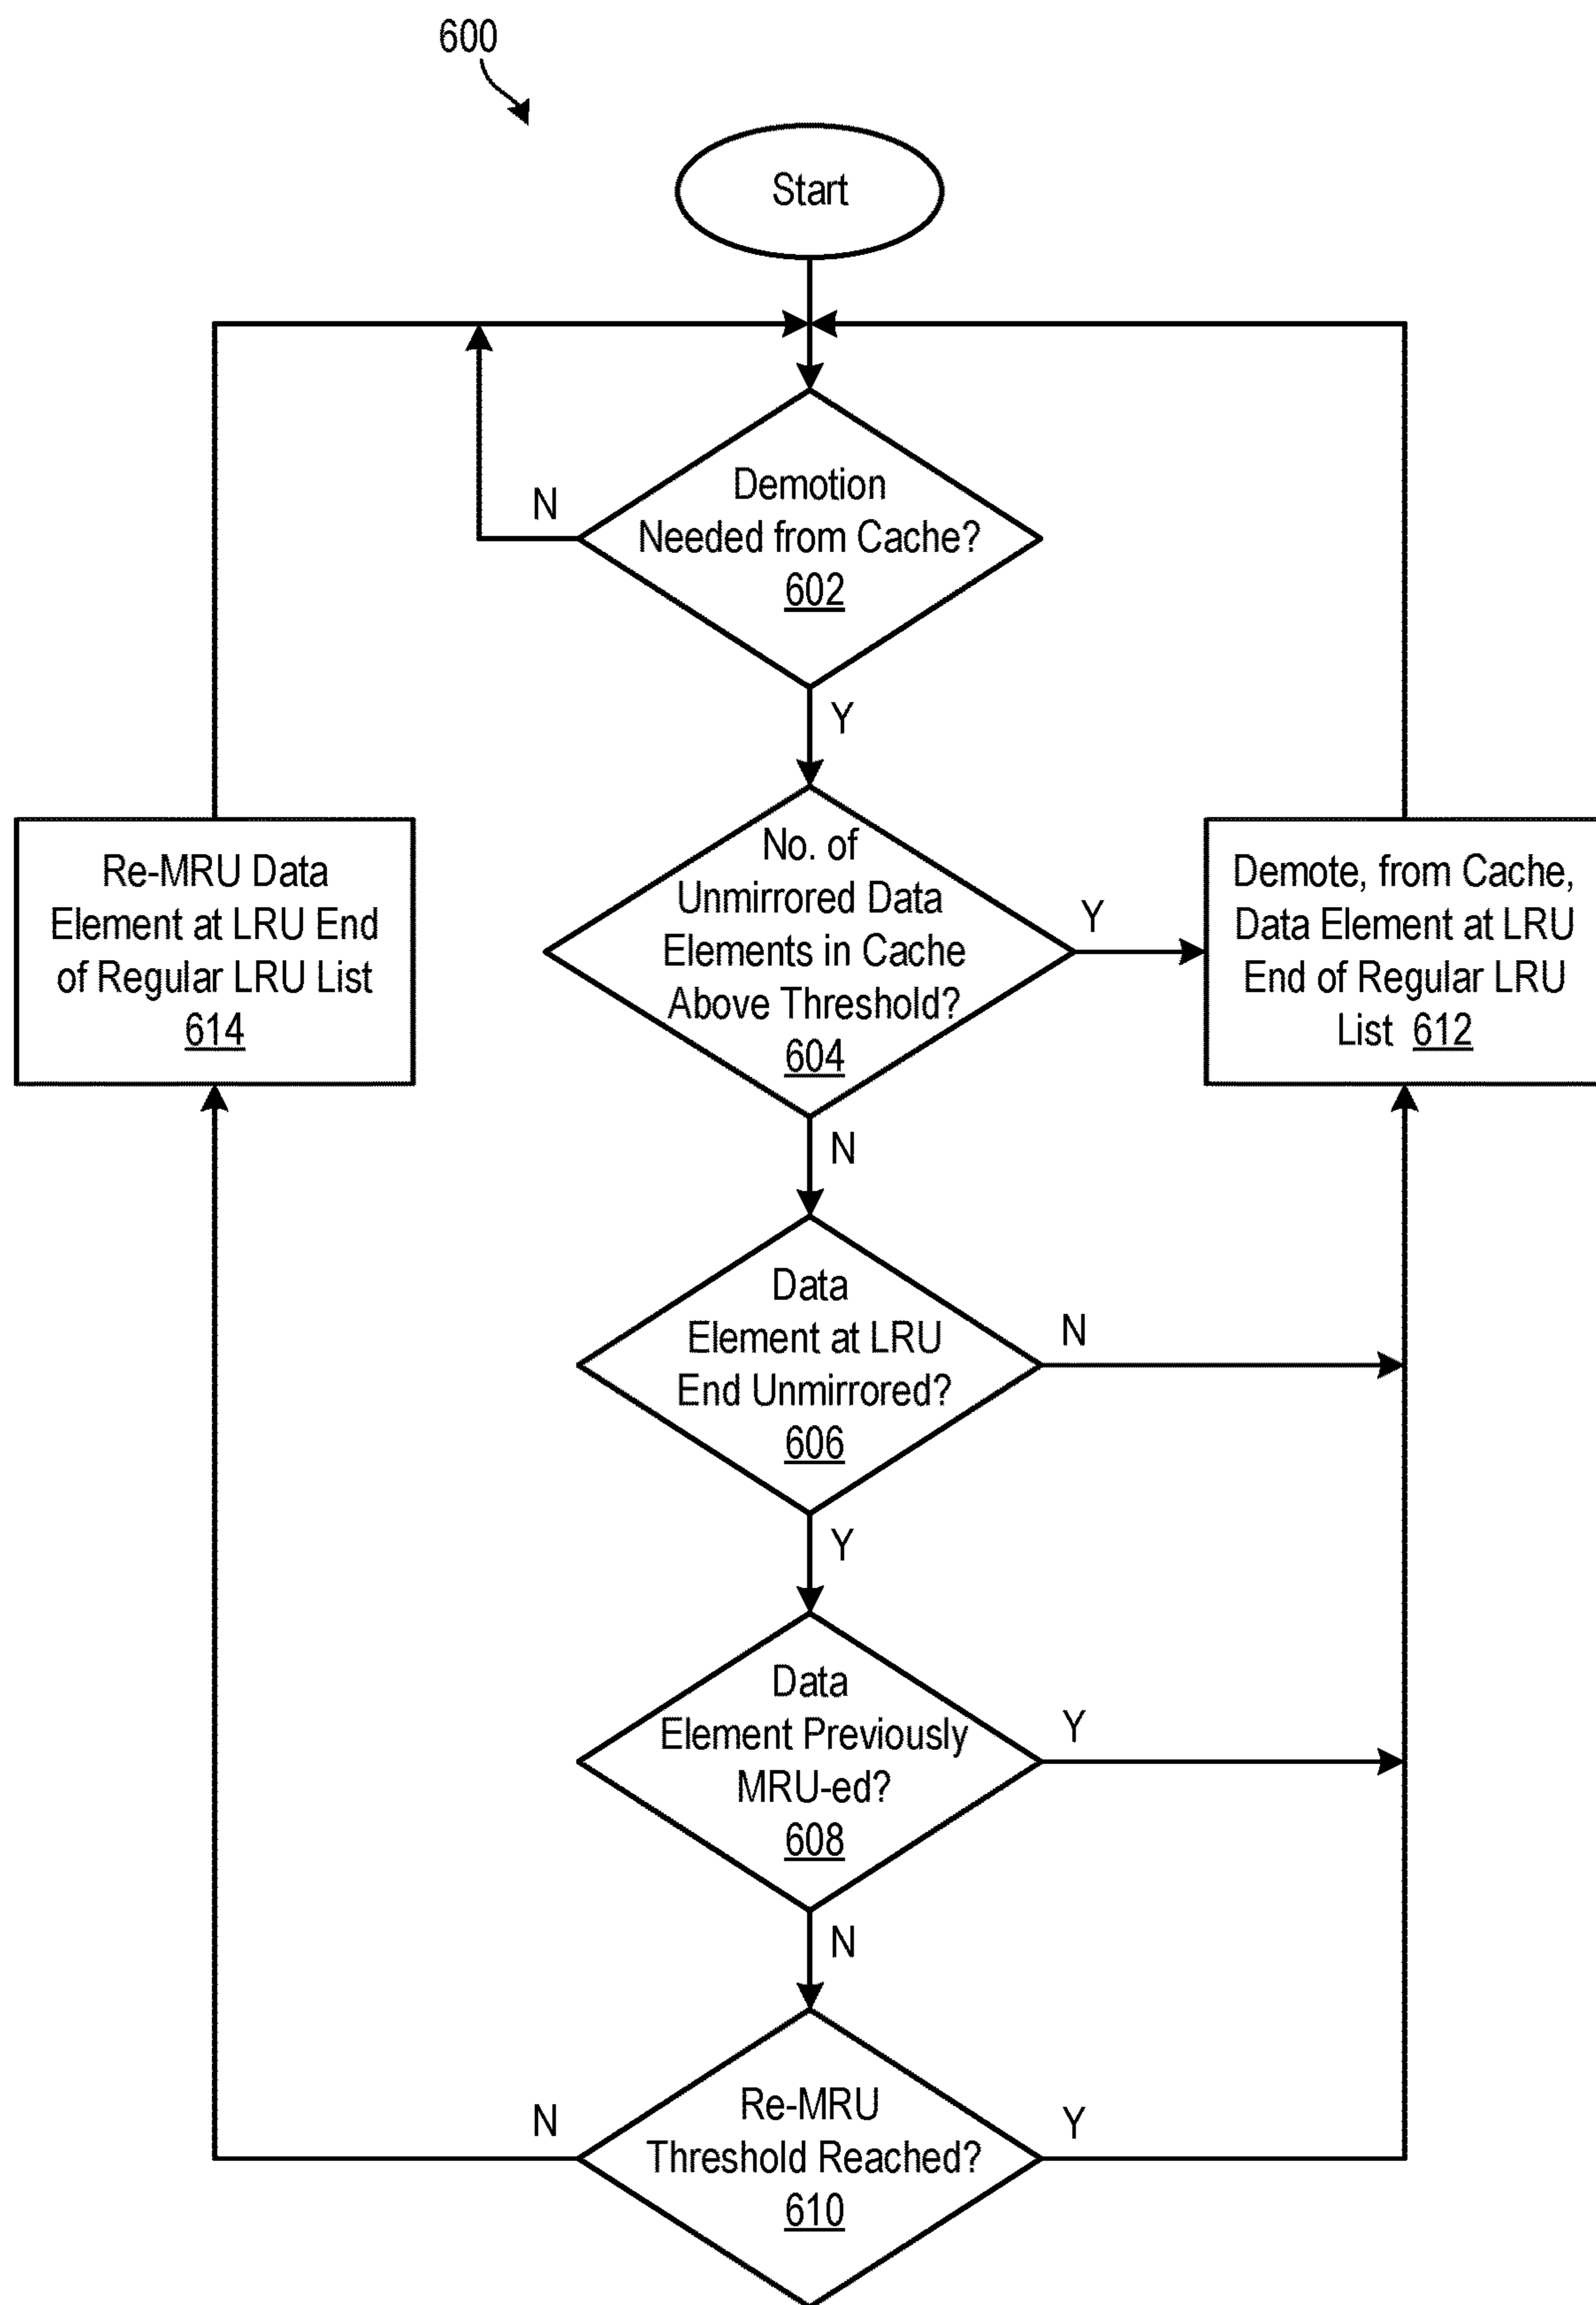 600
Start
Demotion
Needed from Cache?
602
N
Y
Re-MRU Data
Element at LRU End
of Regular LRU List
614
No. of
Unmirrored Data
Elements in Cache
Above Threshold?
604
Y
N
Demote, from Cache,
Data Element at LRU
End of Regular LRU
List 612
Data
Element at LRU
End Unmirrored?
606
N
Y
Data
Element Previously
MRU-ed?
608
Y
N
Re-MRU
Threshold Reached?
610
N
Y